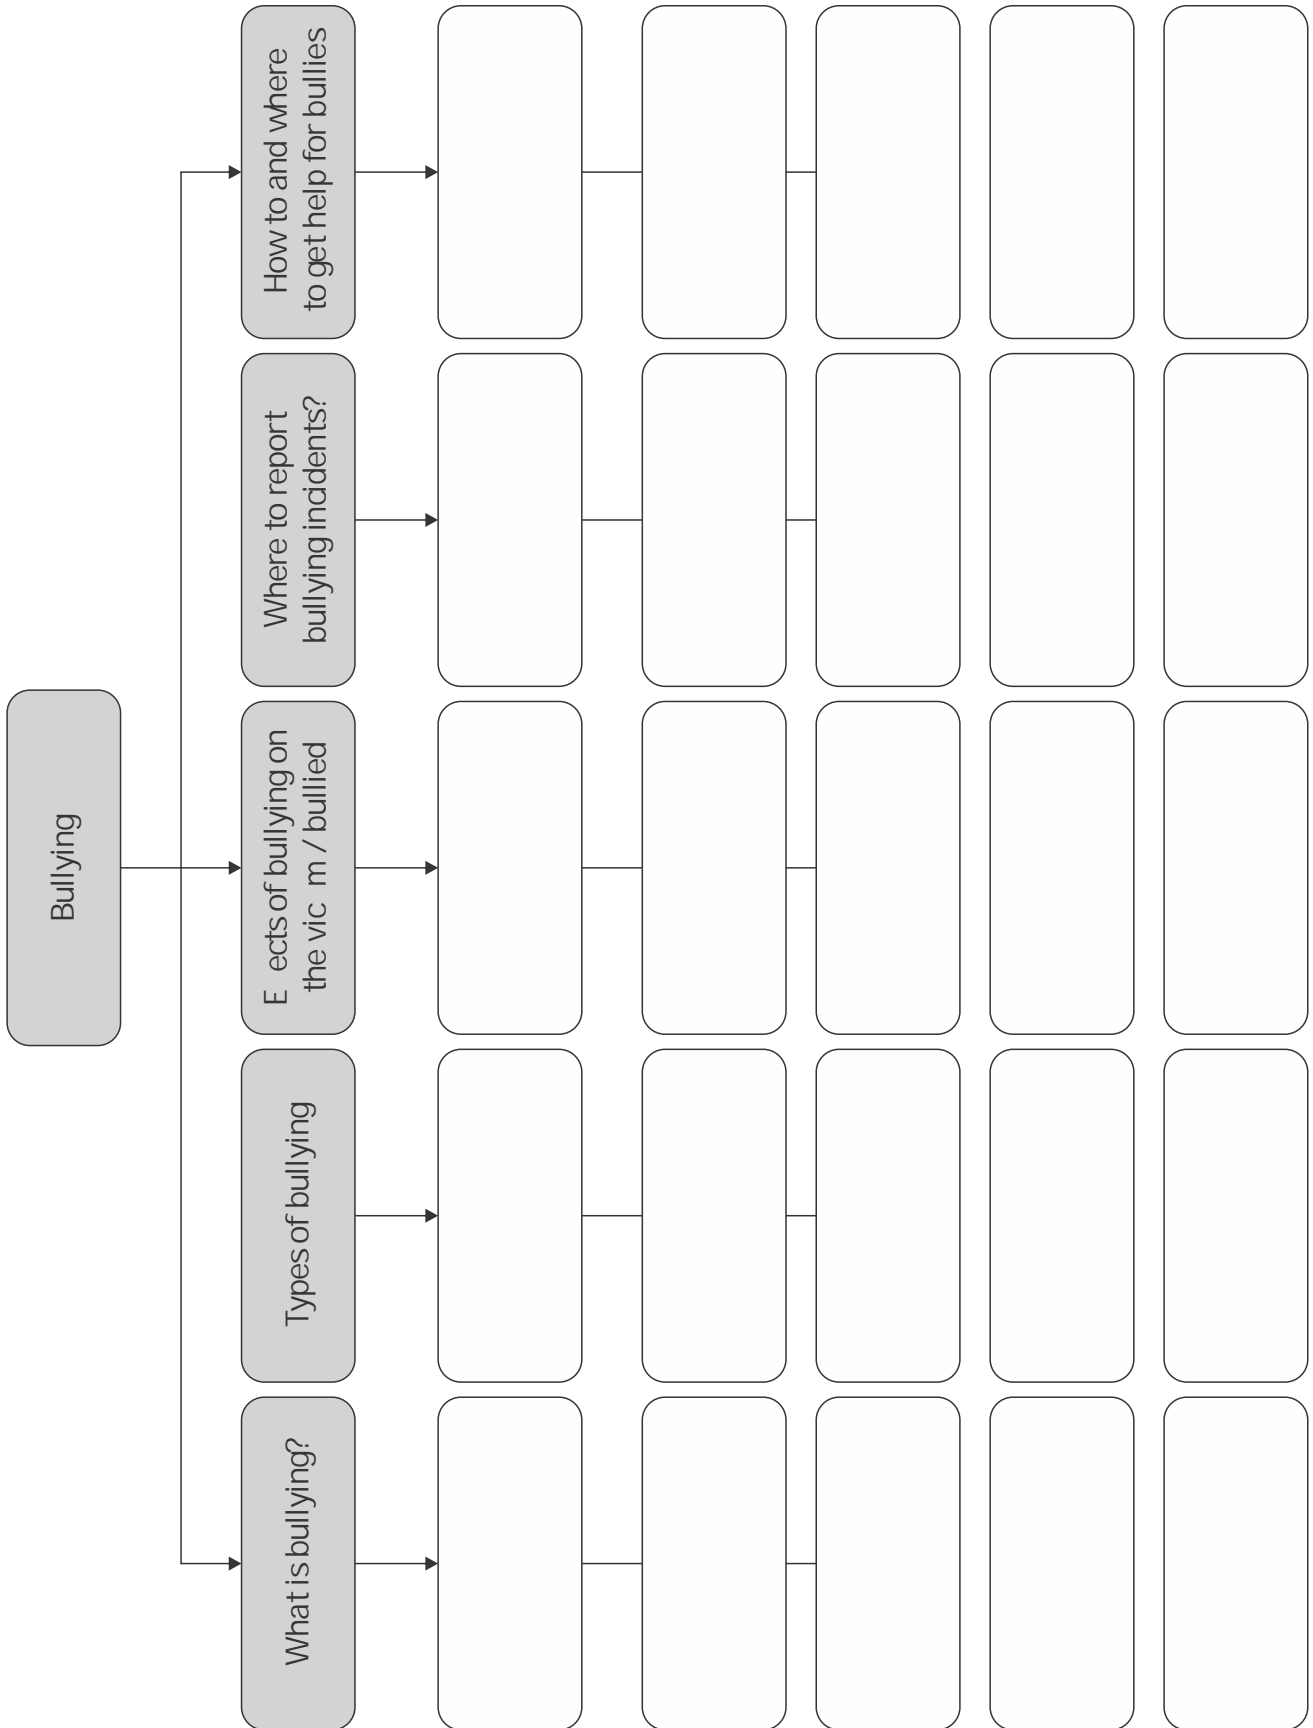 Bullying
What is bullying?
Types of bullying
E ects of bullying on
the vic m / bullied
Where to report
bullying incidents?
How to and where
to get help for bullies